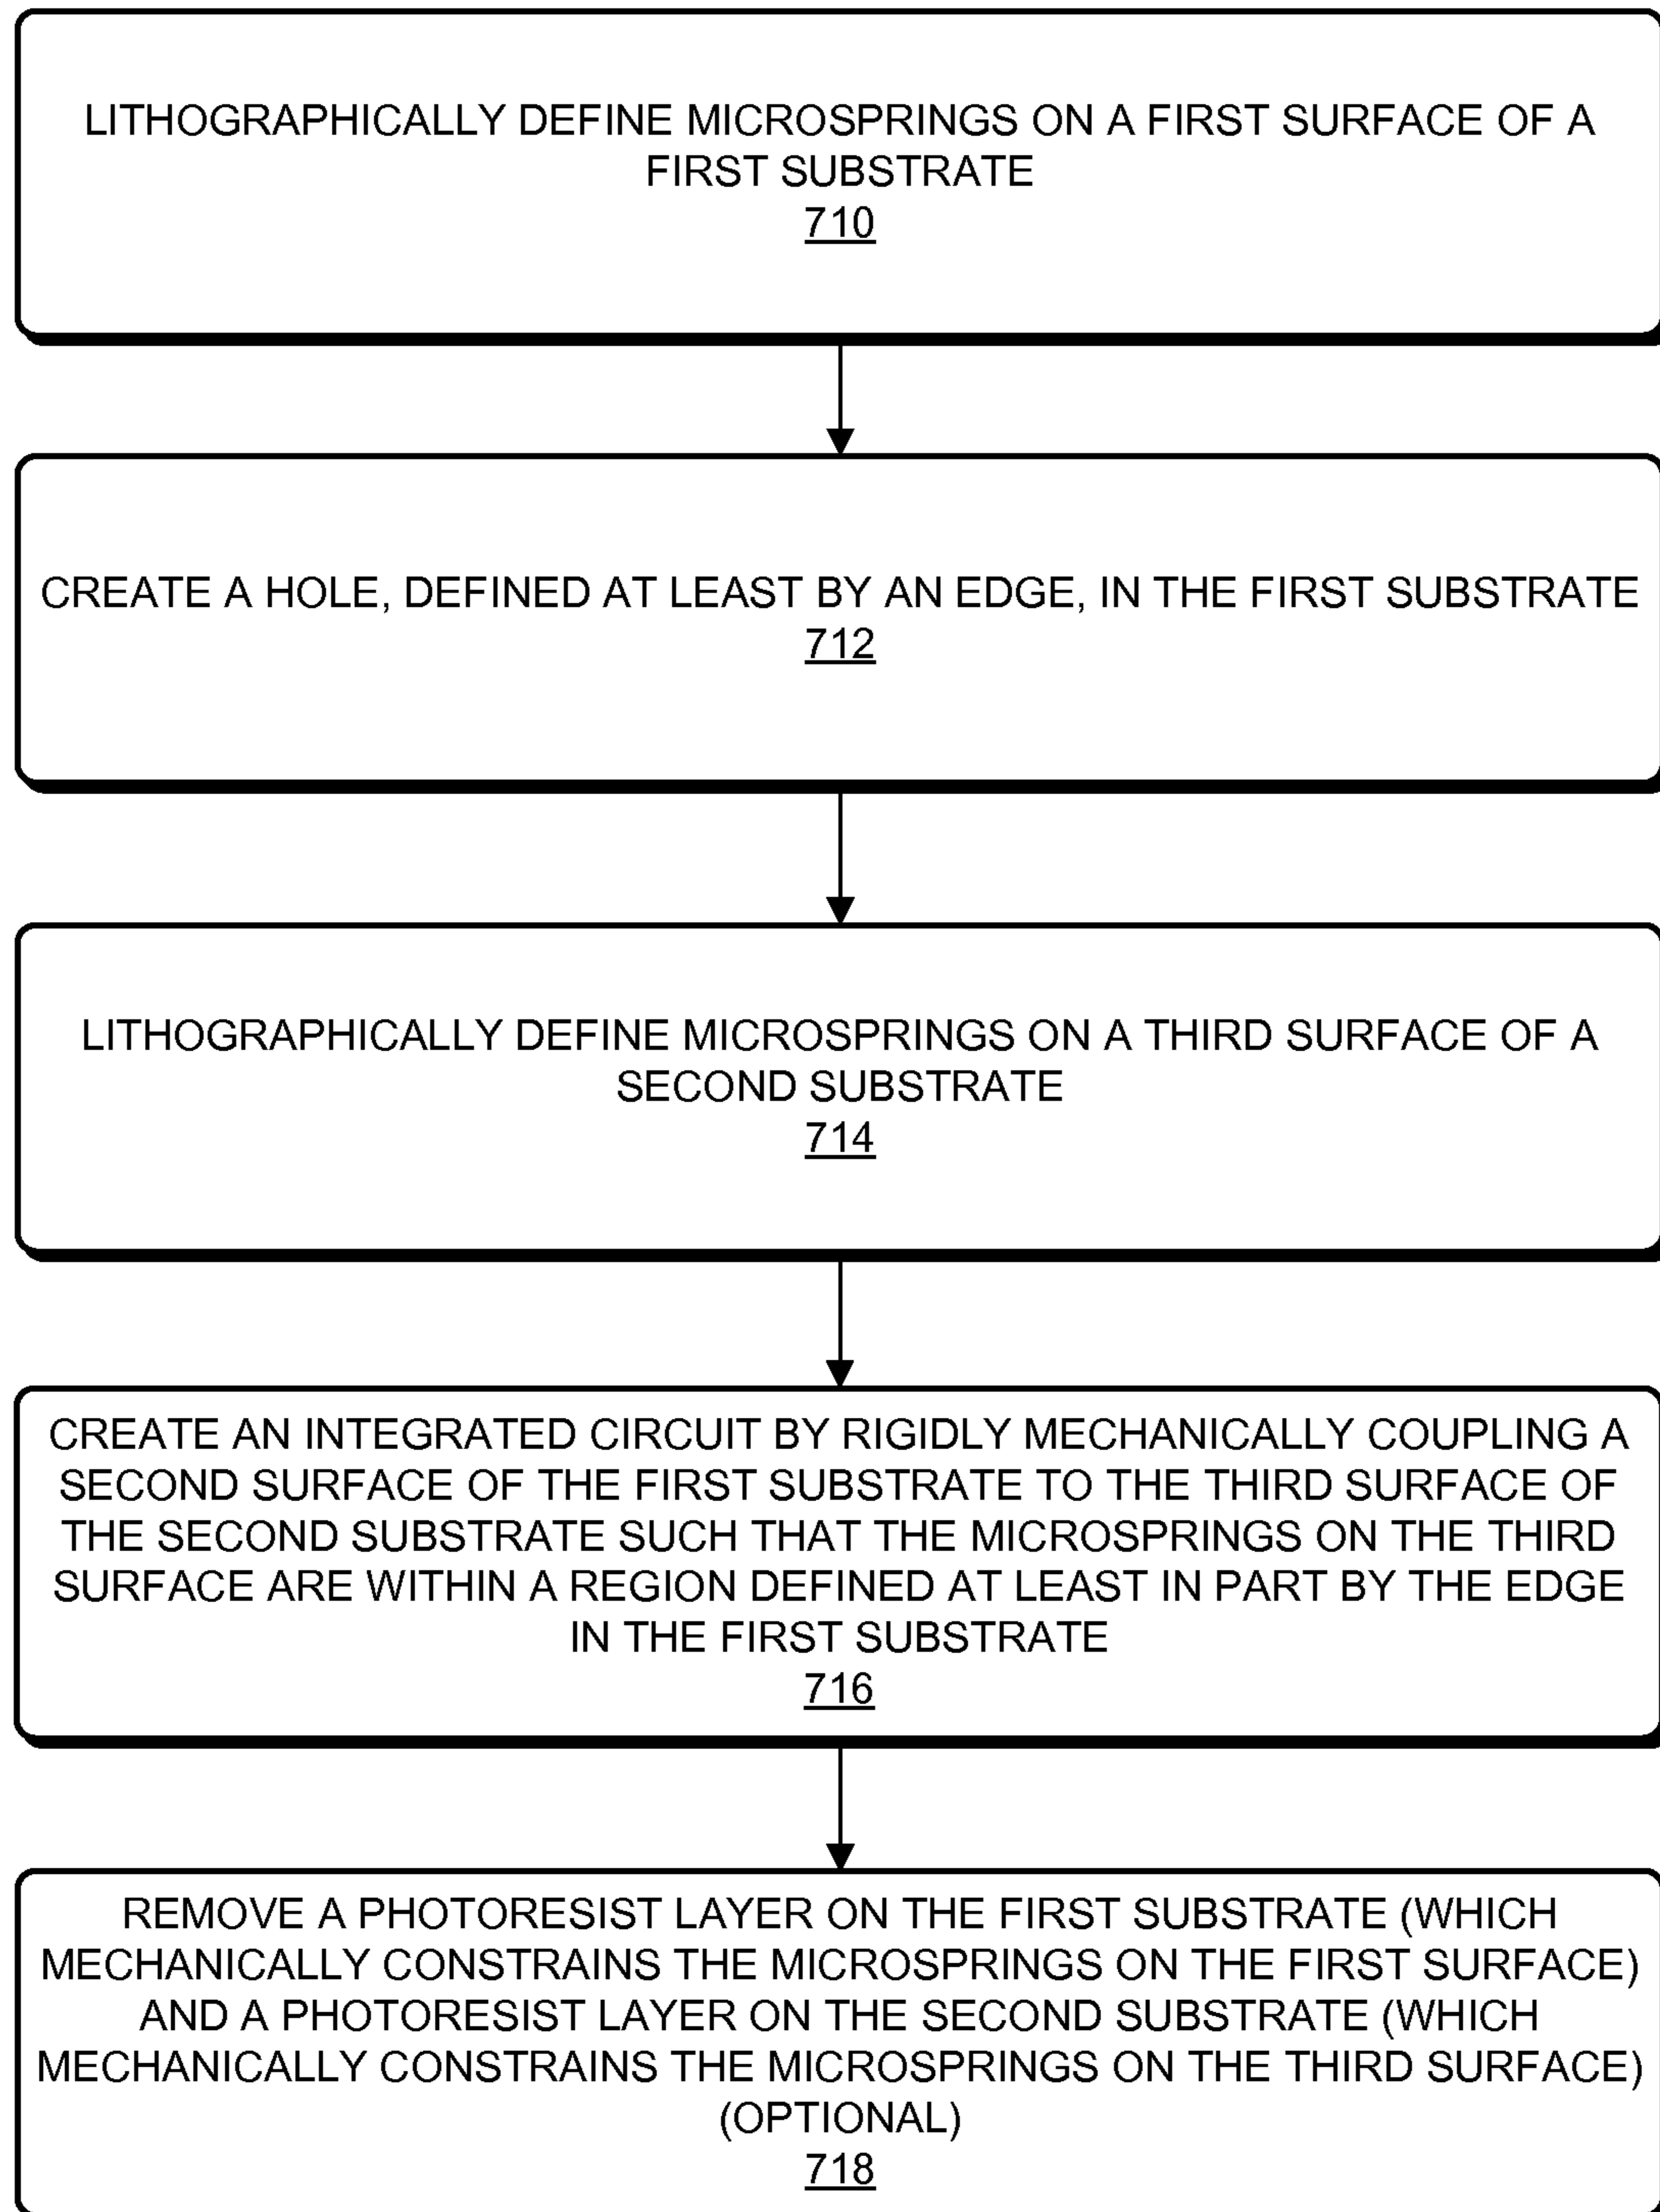 LITHOGRAPHICALLY DEFINE MICROSPRINGS ON A FIRST SURFACE OF A
FIRST SUBSTRATE
710
CREATE A HOLE, DEFINED AT LEAST BY AN EDGE, IN THE FIRST SUBSTRATE
712
LITHOGRAPHICALLY DEFINE MICROSPRINGS ON A THIRD SURFACE OF A
SECOND SUBSTRATE
714
CREATE AN INTEGRATED CIRCUIT BY RIGIDLY MECHANICALLY COUPLING A
SECOND SURFACE OF THE FIRST SUBSTRATE TO THE THIRD SURFACE OF
THE SECOND SUBSTRATE SUCH THAT THE MICROSPRINGS ON THE THIRD
SURFACE ARE WITHIN A REGION DEFINED AT LEAST IN PART BY THE EDGE
IN THE FIRST SUBSTRATE
716
REMOVE A PHOTORESIST LAYER ON THE FIRST SUBSTRATE (WHICH
MECHANICALLY CONSTRAINS THE MICROSPRINGS ON THE FIRST SURFACE)
AND A PHOTORESIST LAYER ON THE SECOND SUBSTRATE (WHICH
MECHANICALLY CONSTRAINS THE MICROSPRINGS ON THE THIRD SURFACE)
(OPTIONAL)
718